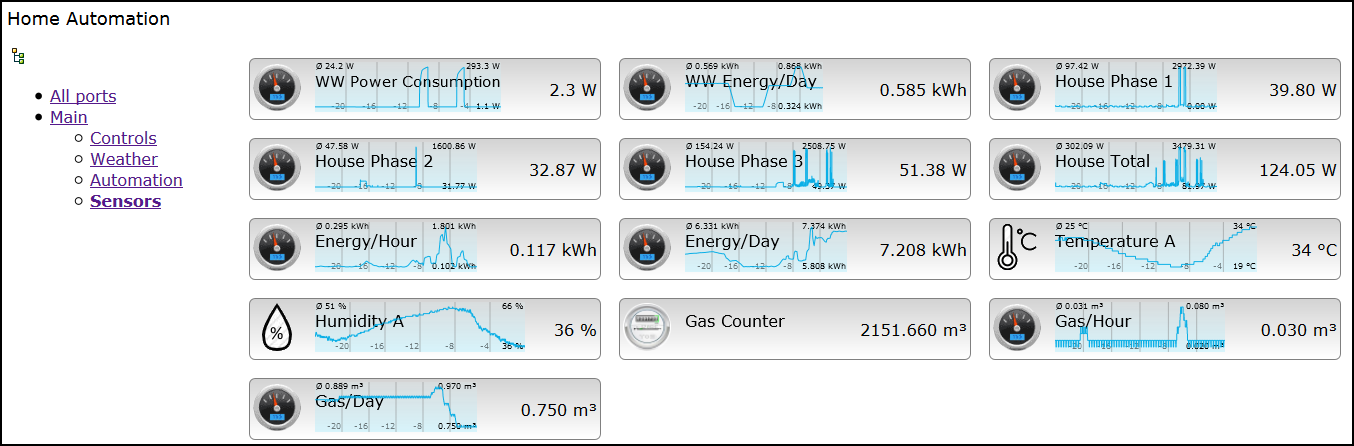 Home Automation
All ports
Main
Controls
Weather
Automation
Sensors
Ø 24.2 W 293.3 W
WW Power Consumption
2.3 W
-20 -16 -12 -8 1.1 W
Ø 0.569 kWh 0.868 kWh
WW Energy/Day
0.585 kWh
-20 -16 -12 -8 0.324 kWh
Ø 97.42 W 2972.39 W
House Phase 1
39.80 W
-20 -16 -12 -8 0.00 W
Ø 47.58 W 1600.86 W
House Phase 2
32.87 W
-20 -16 -12 -8 31.77 W
Ø 154.24 W 2508.75 W
House Phase 3
51.38 W
-20 -16 -12 -8 49.37 W
Ø 302.09 W 3479.31 W
House Total
124.05 W
-20 -16 -12 -8 81.97 W
Ø 0.295 kWh 1.801 kWh
Energy/Hour
0.117 kWh
-20 -16 -12 -8 0.102 kWh
Ø 6.331 kWh 7.374 kWh
Energy/Day
7.208 kWh
-20 -16 -12 -8 5.808 kWh
°C
Ø 25 °C 34 °C
Temperature A
34 °C
-20 -16 -12 -8 -4 19 °C
%
Ø 51 % 66 %
Humidity A
36 %
-20 -16 -12 -8 -4 36 %
Gas Counter
2151.660 m³
Ø 0.031 m³ 0.080 m³
Gas/Hour
0.030 m³
-20 -16 -12 -8 0.020 m³
Ø 0.889 m³ 0.970 m³
Gas/Day
0.750 m³
-20 -16 -12 -8 0.750 m³